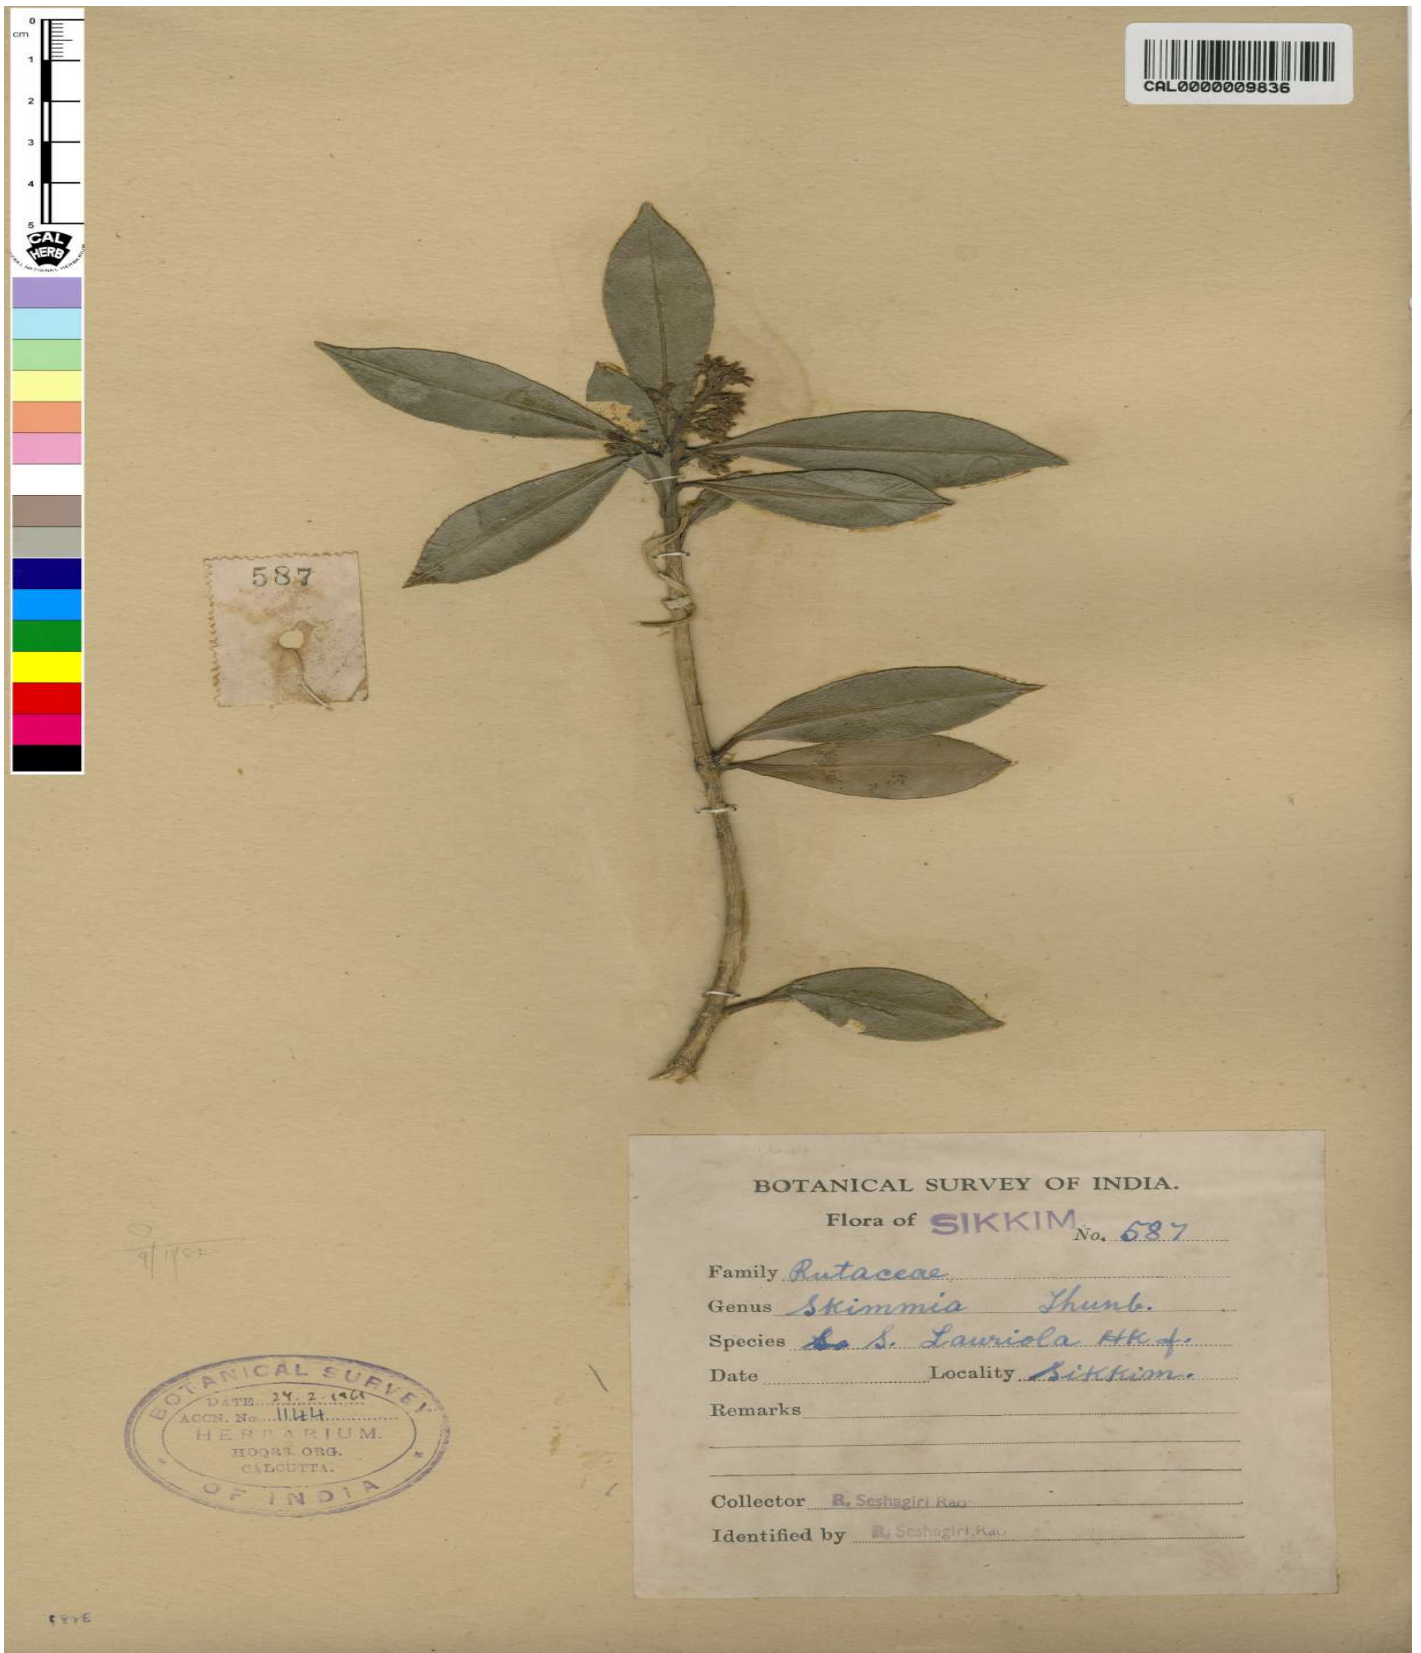 0
cm
1
2
3
4
5
CAL
HERB
CAL0000009836
587
BOTANICAL SURVEY OF INDIA.
Flora of SIKKIM No. 587
Family Rutaceae
Genus Skimmia Thunb.
Species S. Lauriola HK f.
Date Locality Sikkim.
Remarks
Collector R. Seshagiri Rao
Identified by R. Seshagiri Rao
BOTANICAL SURVEY
DATE 24.2.1961
ACCN. No 1144
HERBARIUM.
HDQRS. ORG.
CALCUTTA.
OF INDIA